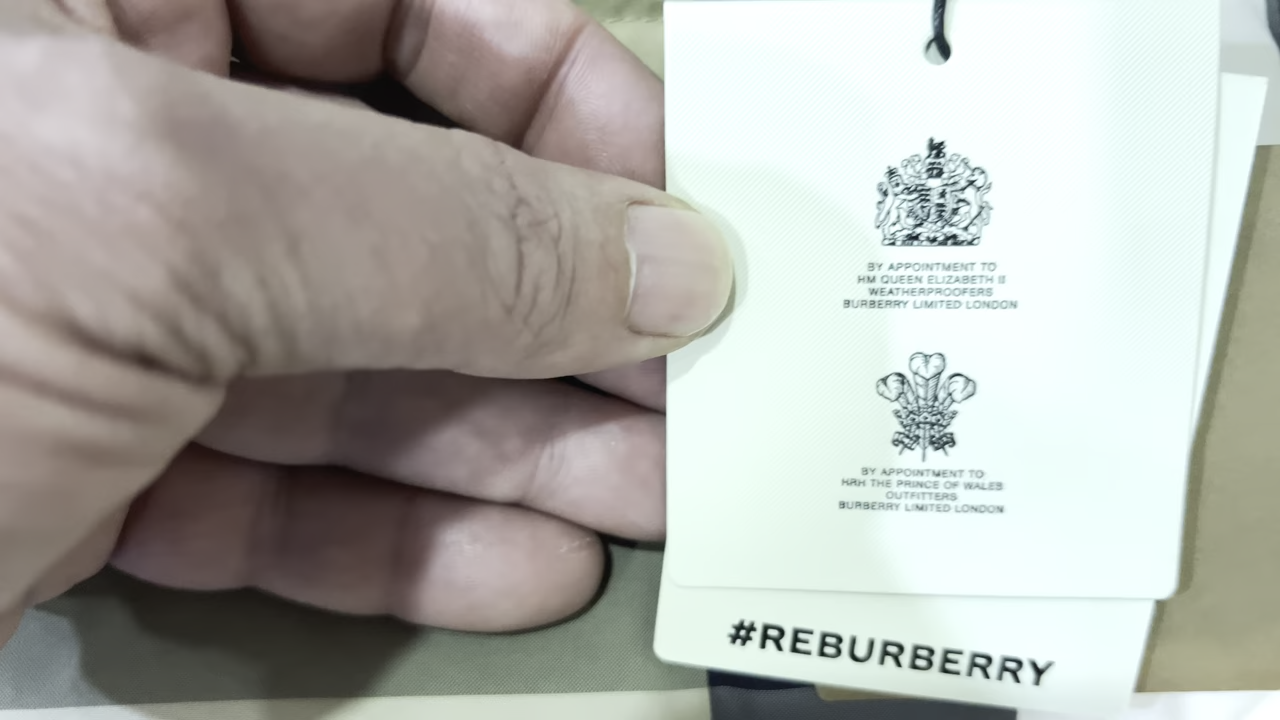 BY APPOINTMENT TO
HM QUEEN ELIZABETH II
WEATHERPROOFERS
BURBERRY LIMITED LONDON
BY APPOINTMENT TO
HRH THE PRINCE OF WALES
OUTFITTERS
BURBERRY LIMITED LONDON
#REBURBERRY